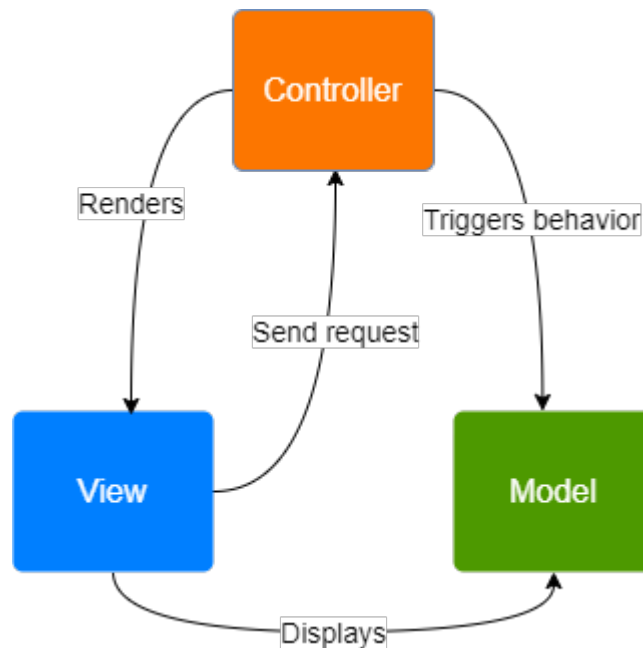 Controller
Renders
Triggers behavior
Send request
View
Model
Displays